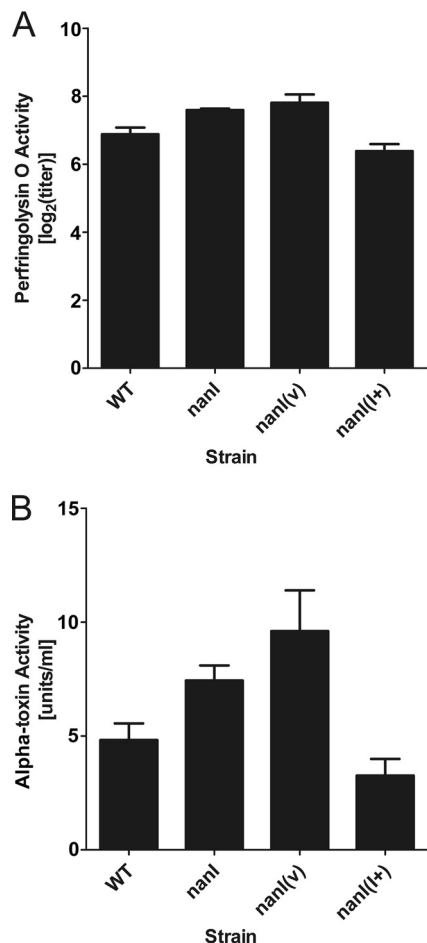 A
Perfringolysin O Activity
[log₂(titer)]
10
8
6
4
2
0
WT
nanI
nanI(v)
nanI(I+)
Strain
B
Alpha-toxin Activity
[units/ml]
15
10
5
0
WT
nanI
nanI(v)
nanI(I+)
Strain